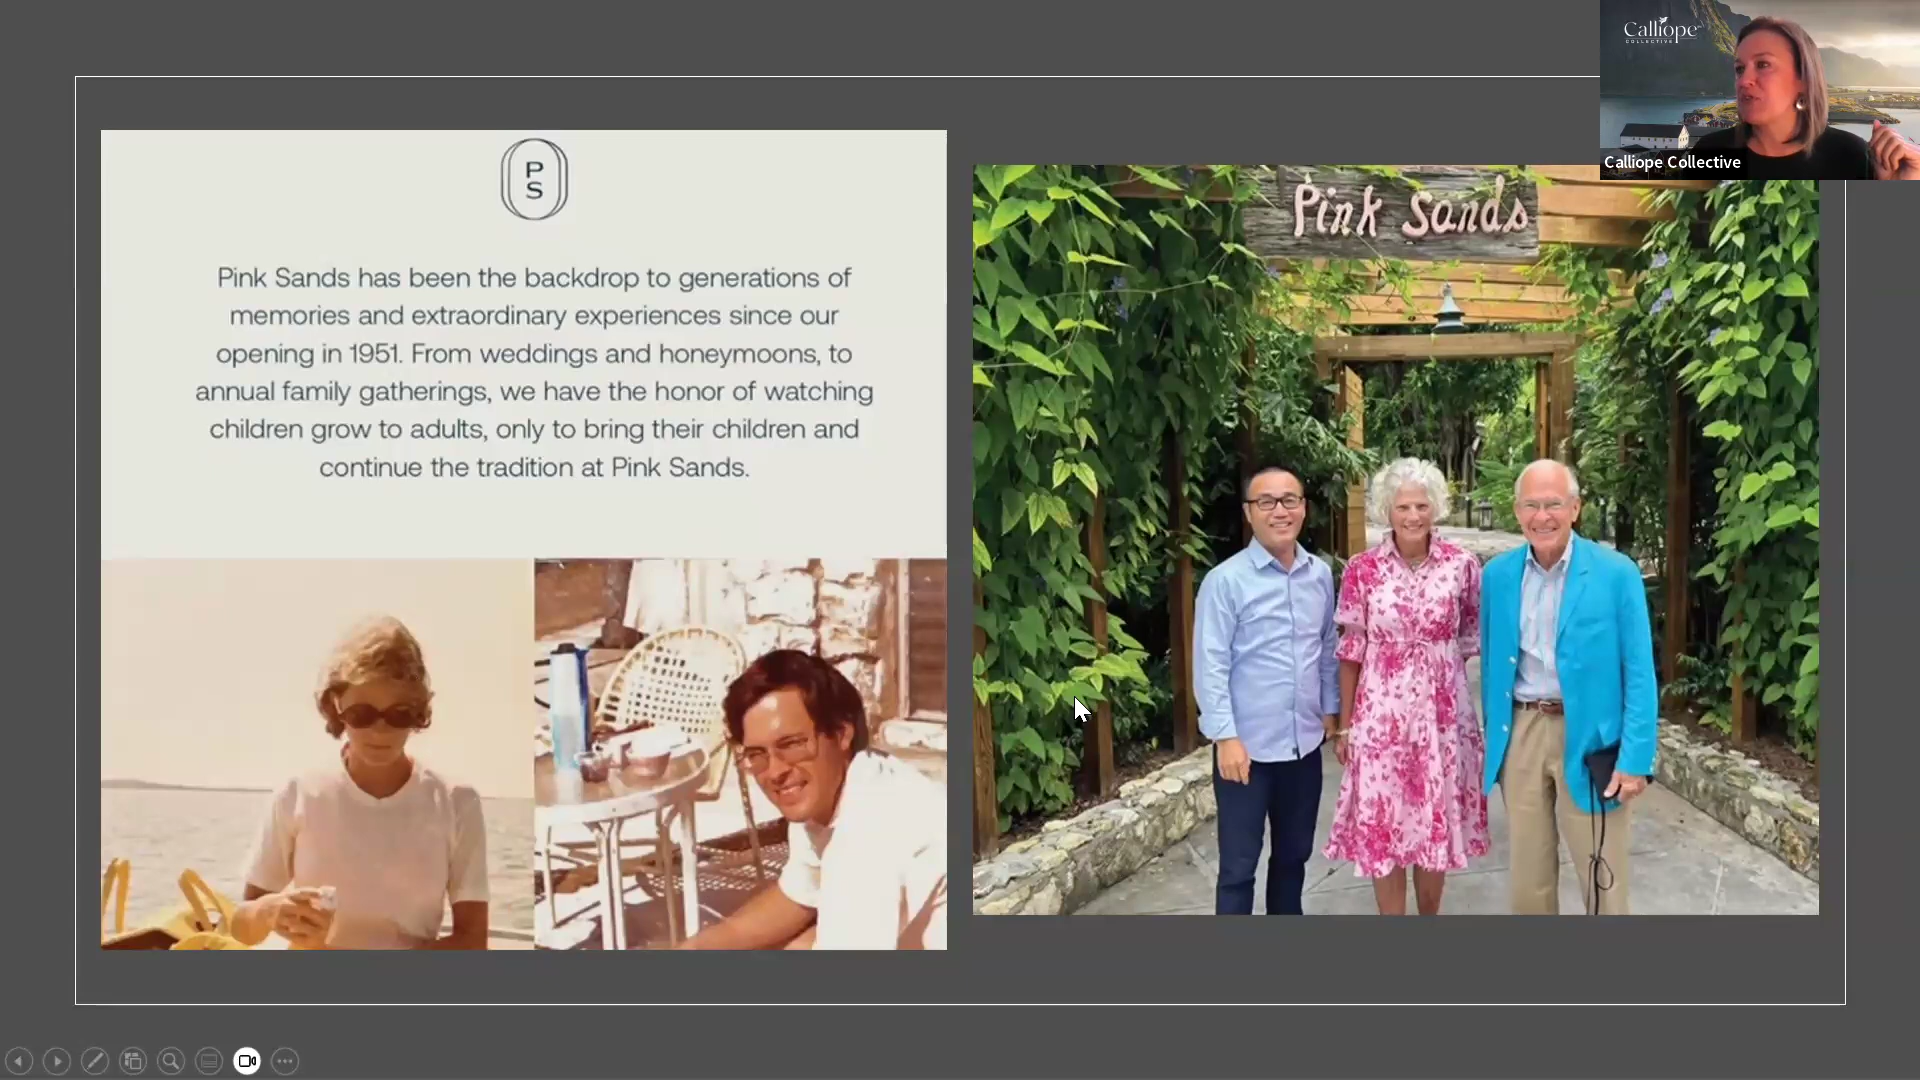 P
S
Pink Sands has been the backdrop to generations of
memories and extraordinary experiences since our
opening in 1951. From weddings and honeymoons, to
annual family gatherings, we have the honor of watching
children grow to adults, only to bring their children and
continue the tradition at Pink Sands.
Pink Sands
Calliope
COLLECTIVE
Calliope Collective